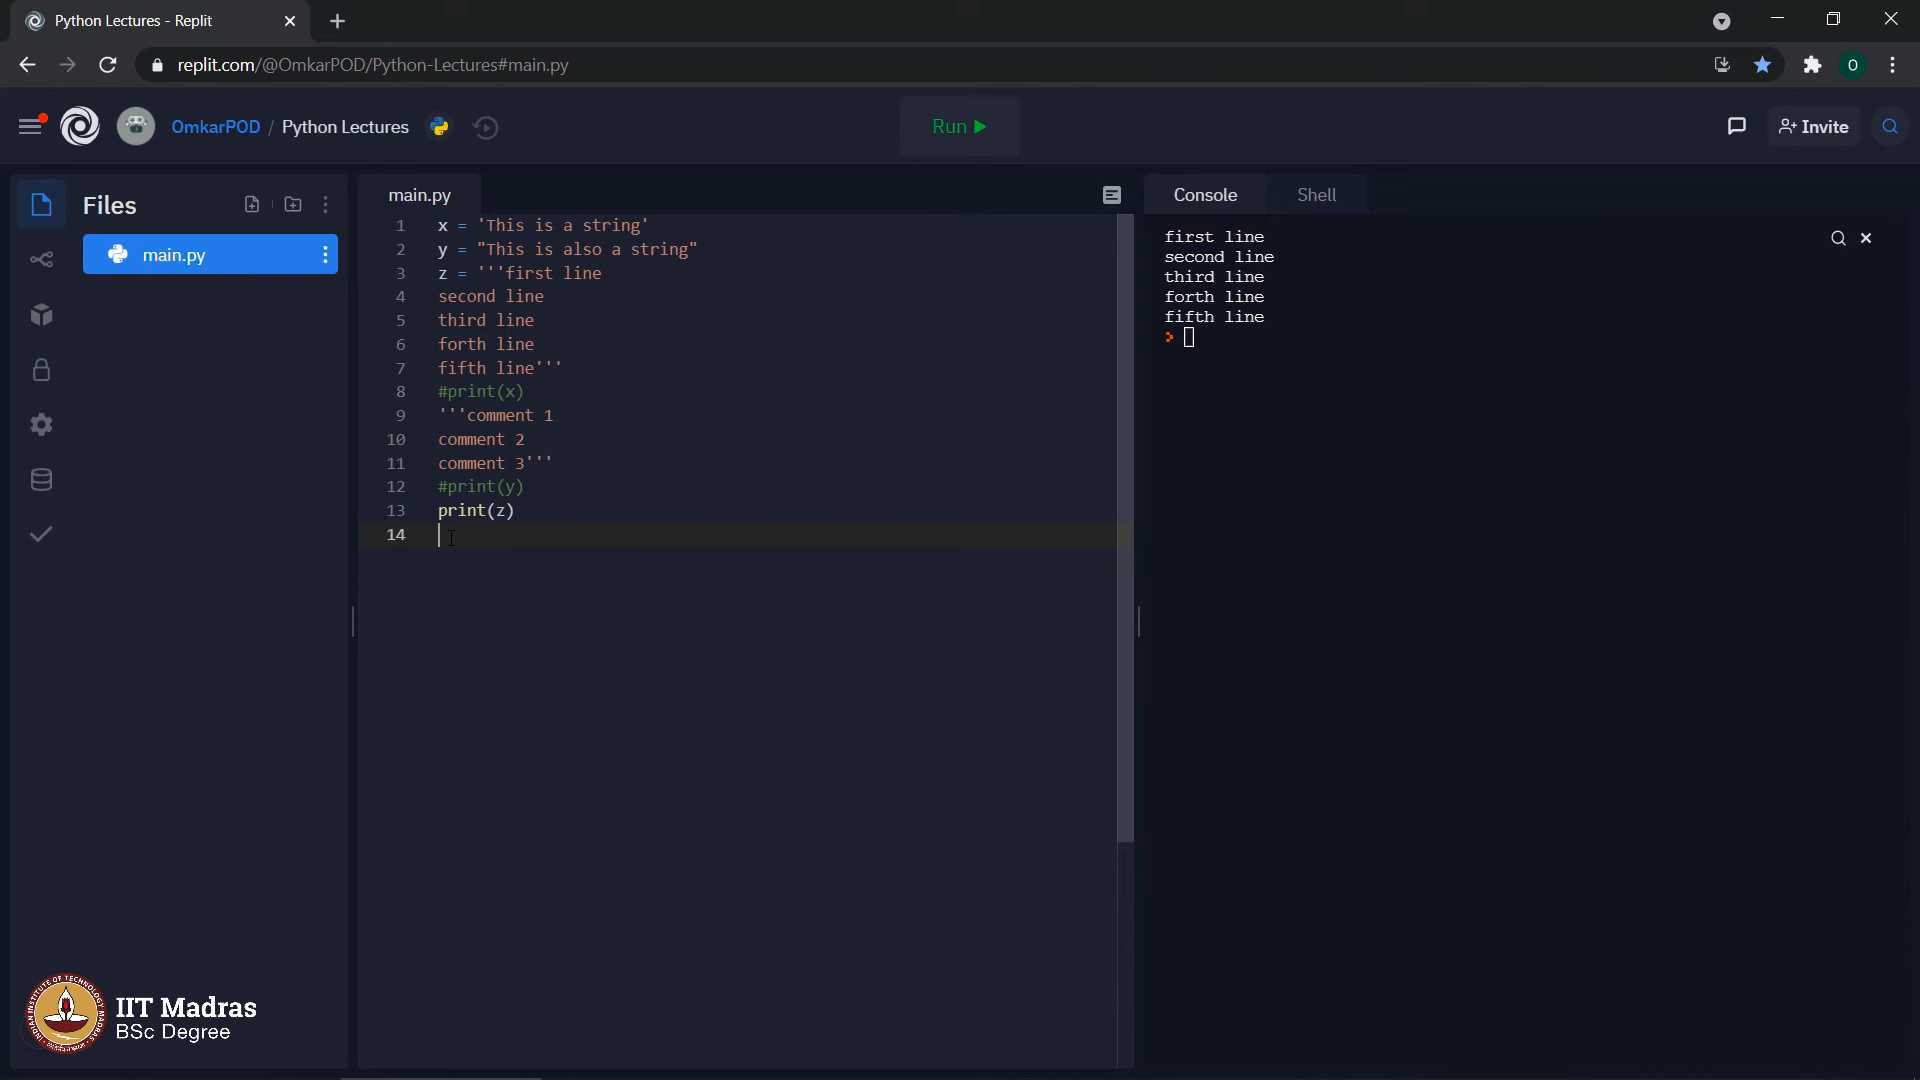 Python Lectures - Replit
replit.com/@OmkarPOD/Python-Lectures#main.py
O
OmkarPOD / Python Lectures
Run
Invite
Files
main.py
main.py
1 x = 'This is a string'
2 y = "This is also a string"
3 z = '''first line
4 second line
5 third line
6 forth line
7 fifth line'''
8 #print(x)
9 '''comment 1
10 comment 2
11 comment 3'''
12 #print(y)
13 print(z)
14
Console
Shell
first line
second line
third line
forth line
fifth line
>
IIT Madras
BSc Degree